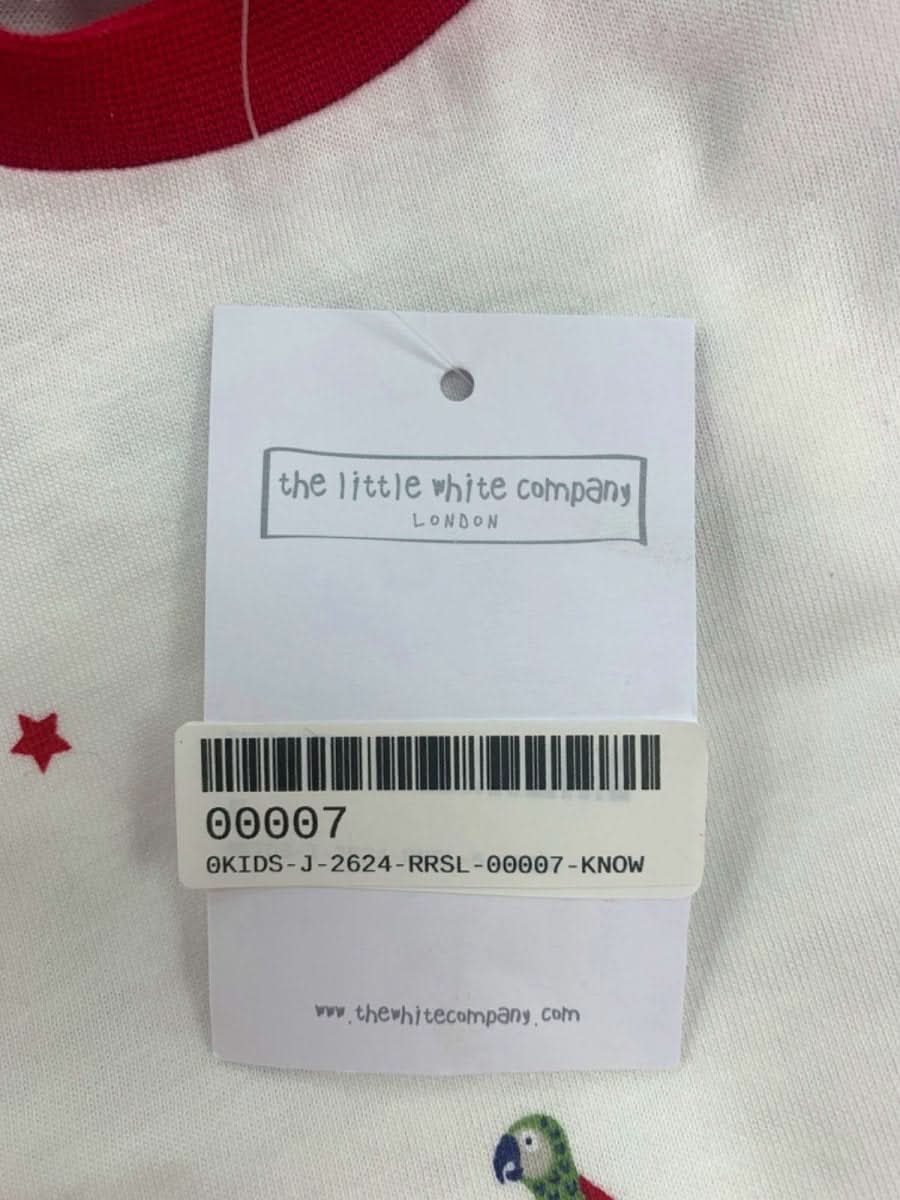 the little white company
LONDON
00007
0KIDS-J-2624-RRSL-00007-KNOW
www.thewhitecompany.com